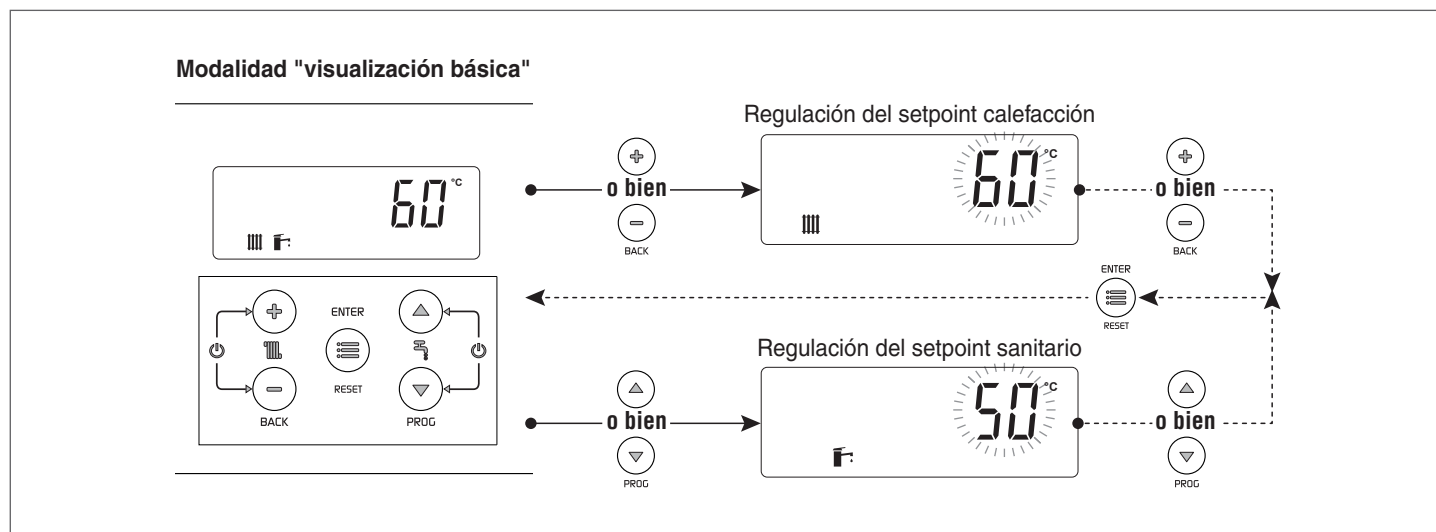 Modalidad "visualización básica"
60 °C
ENTER
RESET
BACK
PROG
Regulación del setpoint calefacción
o bien
BACK
60 °C
o bien
BACK
ENTER
RESET
Regulación del setpoint sanitario
o bien
PROG
50 °C
o bien
PROG